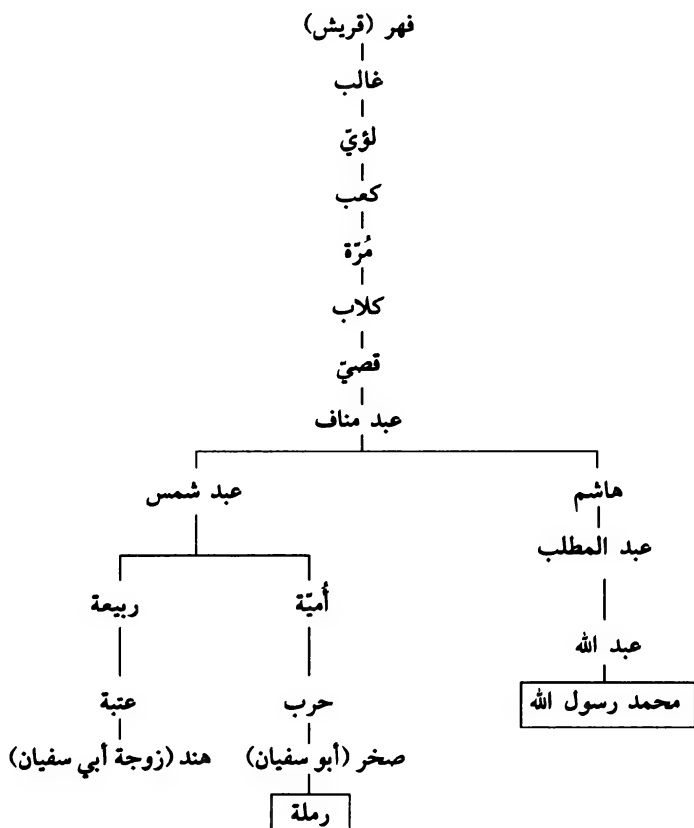 فهر (قريش)
غالب
لؤيّ
كعب
مُرّة
كلاب
قصيّ
عبد مناف
هاشم
عبد شمس
عبد المطلب
أُميّة
ربيعة
عبد الله
محمد رسول الله
حرب
عتبة
صخر (أبو سفيان)
هند (زوجة أبي سفيان)
رملة